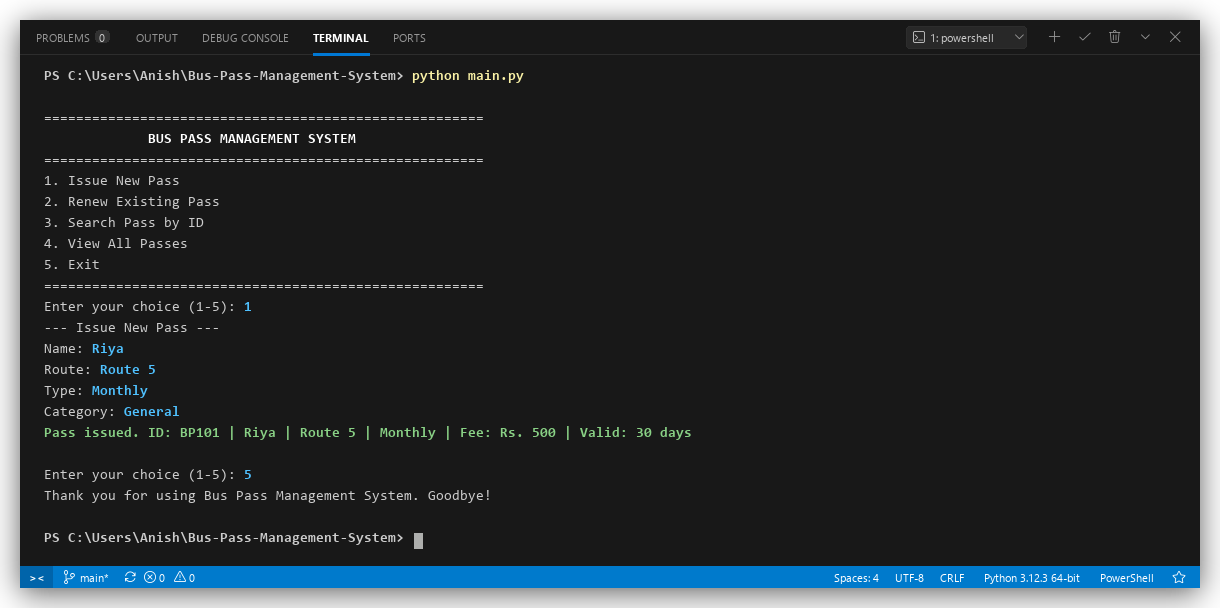 PROBLEMS 0 OUTPUT DEBUG CONSOLE TERMINAL PORTS 1: powershell
PS C:\Users\Anish\Bus-Pass-Management-System> python main.py
=======================================================
BUS PASS MANAGEMENT SYSTEM
=======================================================
1. Issue New Pass
2. Renew Existing Pass
3. Search Pass by ID
4. View All Passes
5. Exit
=======================================================
Enter your choice (1-5): 1
--- Issue New Pass ---
Name: Riya
Route: Route 5
Type: Monthly
Category: General
Pass issued. ID: BP101 | Riya | Route 5 | Monthly | Fee: Rs. 500 | Valid: 30 days
Enter your choice (1-5): 5
Thank you for using Bus Pass Management System. Goodbye!
PS C:\Users\Anish\Bus-Pass-Management-System>
>< main* 0 0 Spaces: 4 UTF-8 CRLF Python 3.12.3 64-bit PowerShell